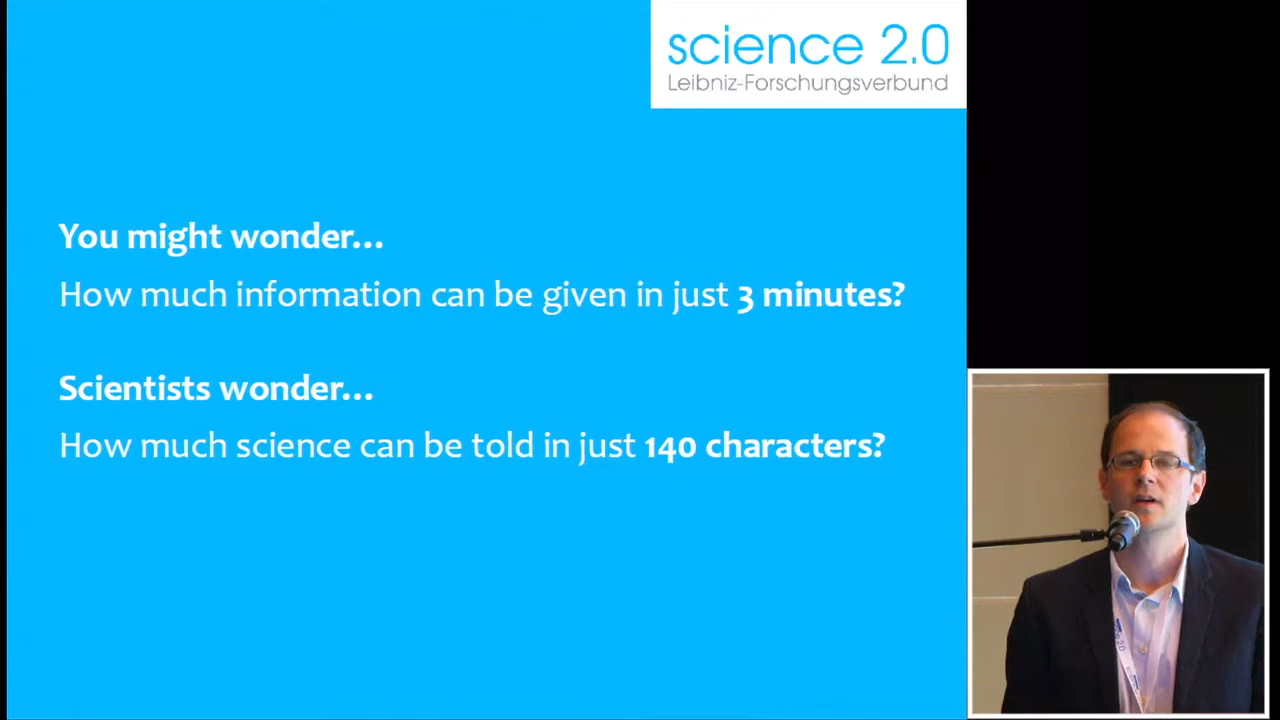 science 2.0
Leibniz-Forschungsverbund
You might wonder...
How much information can be given in just 3 minutes?
Scientists wonder...
How much science can be told in just 140 characters?